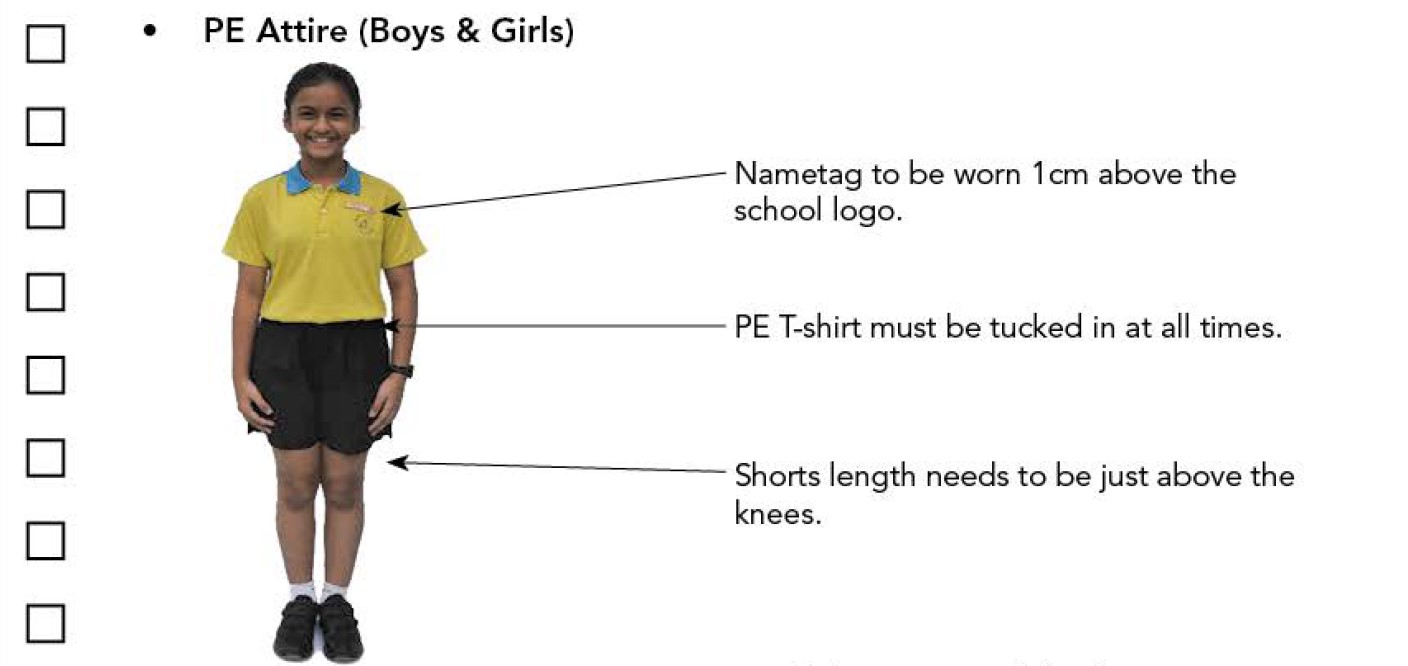 • PE Attire (Boys & Girls)
Nametag to be worn 1cm above the
school logo.
PE T-shirt must be tucked in at all times.
Shorts length needs to be just above the
knees.